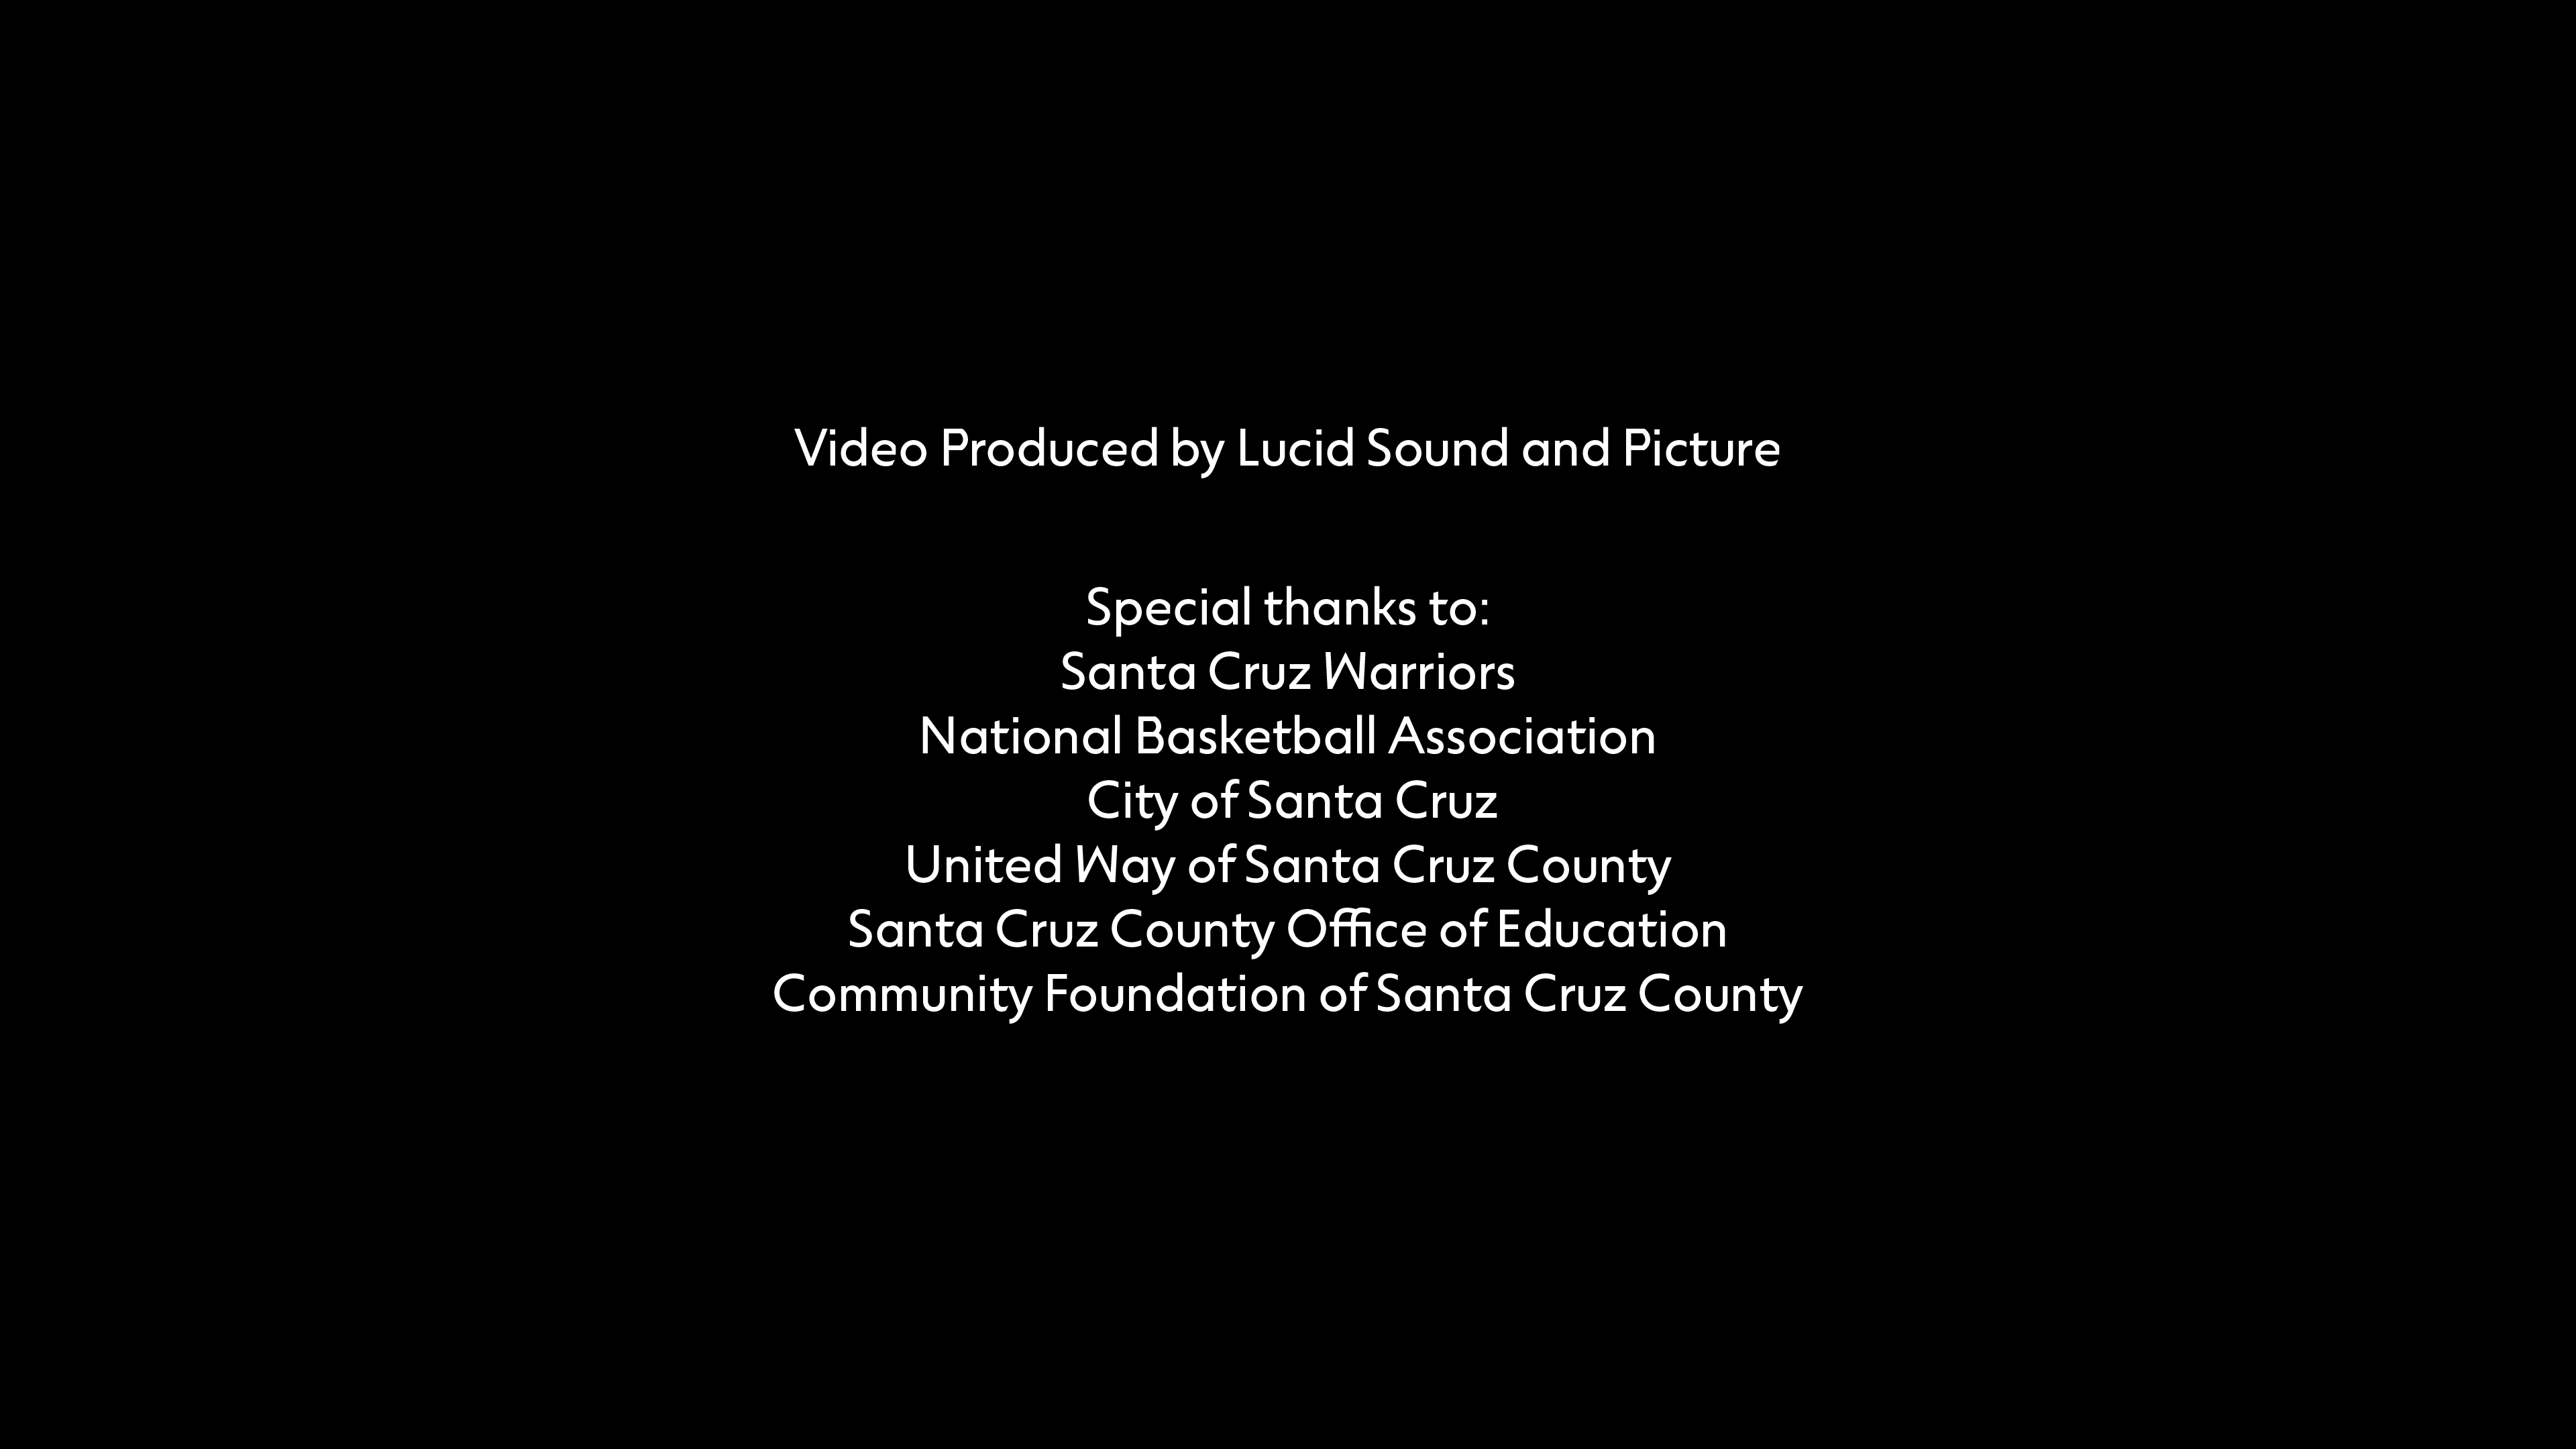 Video Produced by Lucid Sound and Picture
Special thanks to:
Santa Cruz Warriors
National Basketball Association
City of Santa Cruz
United Way of Santa Cruz County
Santa Cruz County Office of Education
Community Foundation of Santa Cruz County